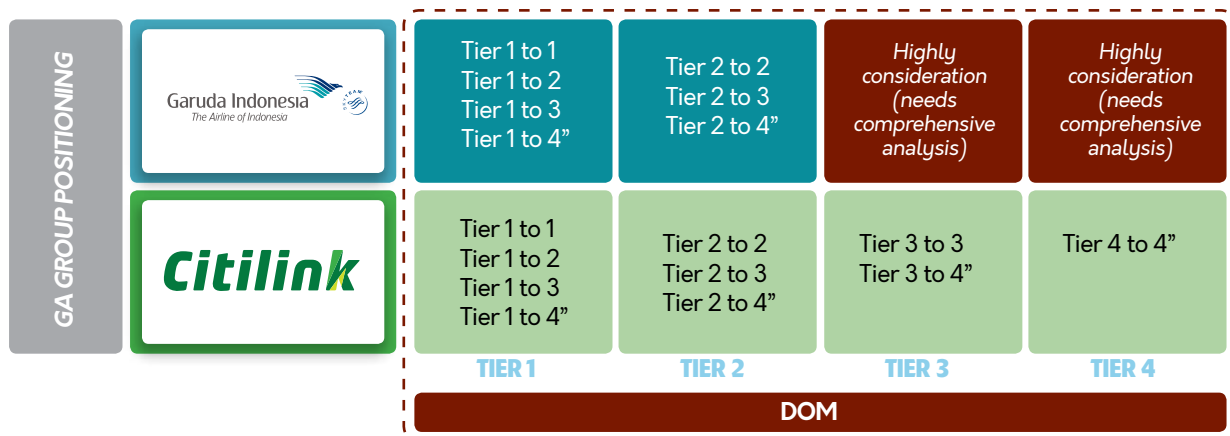 GA GROUP POSITIONING
Garuda Indonesia
The Airline of Indonesia
SKYTEAM
Tier 1 to 1
Tier 1 to 2
Tier 1 to 3
Tier 1 to 4”
Tier 2 to 2
Tier 2 to 3
Tier 2 to 4”
Highly
consideration
(needs
comprehensive
analysis)
Highly
consideration
(needs
comprehensive
analysis)
Citilink
Tier 1 to 1
Tier 1 to 2
Tier 1 to 3
Tier 1 to 4”
Tier 2 to 2
Tier 2 to 3
Tier 2 to 4”
Tier 3 to 3
Tier 3 to 4”
Tier 4 to 4”
TIER 1
TIER 2
TIER 3
TIER 4
DOM